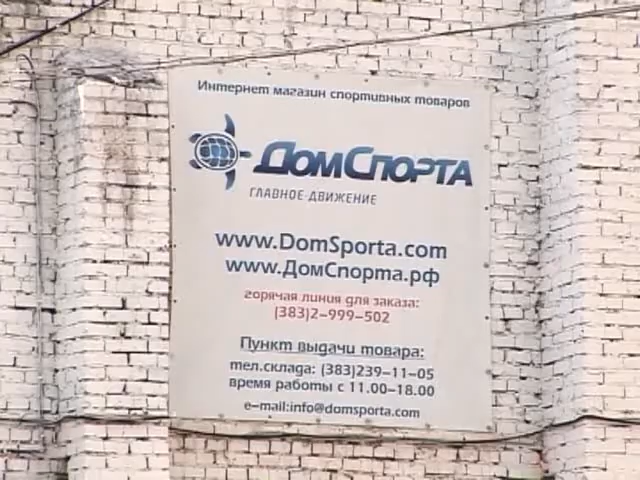 Интернет магазин спортивных товаров
ДомСпорта
ГЛАВНОЕ-ДВИЖЕНИЕ
www.DomSporta.com
www.ДомСпорта.рф
горячая линия для заказа:
(383)2-999-502
Пункт выдачи товара:
тел.склада: (383)239-11-05
время работы с 11.00-18.00
e-mail:info@domsporta.com